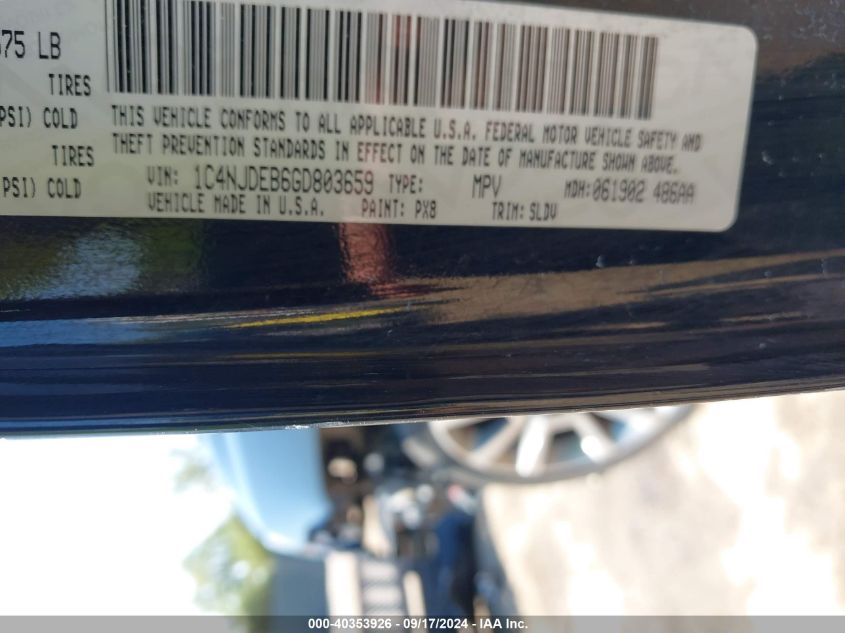 675 LB
TIRES
PSI) COLD
TIRES
PSI) COLD
THIS VEHICLE CONFORMS TO ALL APPLICABLE U.S.A. FEDERAL MOTOR VEHICLE SAFETY AND
THEFT PREVENTION STANDARDS IN EFFECT ON THE DATE OF MANUFACTURE SHOWN ABOVE.
VIN: 1C4NJDEB6GD803659 TYPE: MPV MDH: 061902 486AA
VEHICLE MADE IN U.S.A. PAINT: PX8 TRIM: SLDV
000-40353926 - 09/17/2024 - IAA Inc.